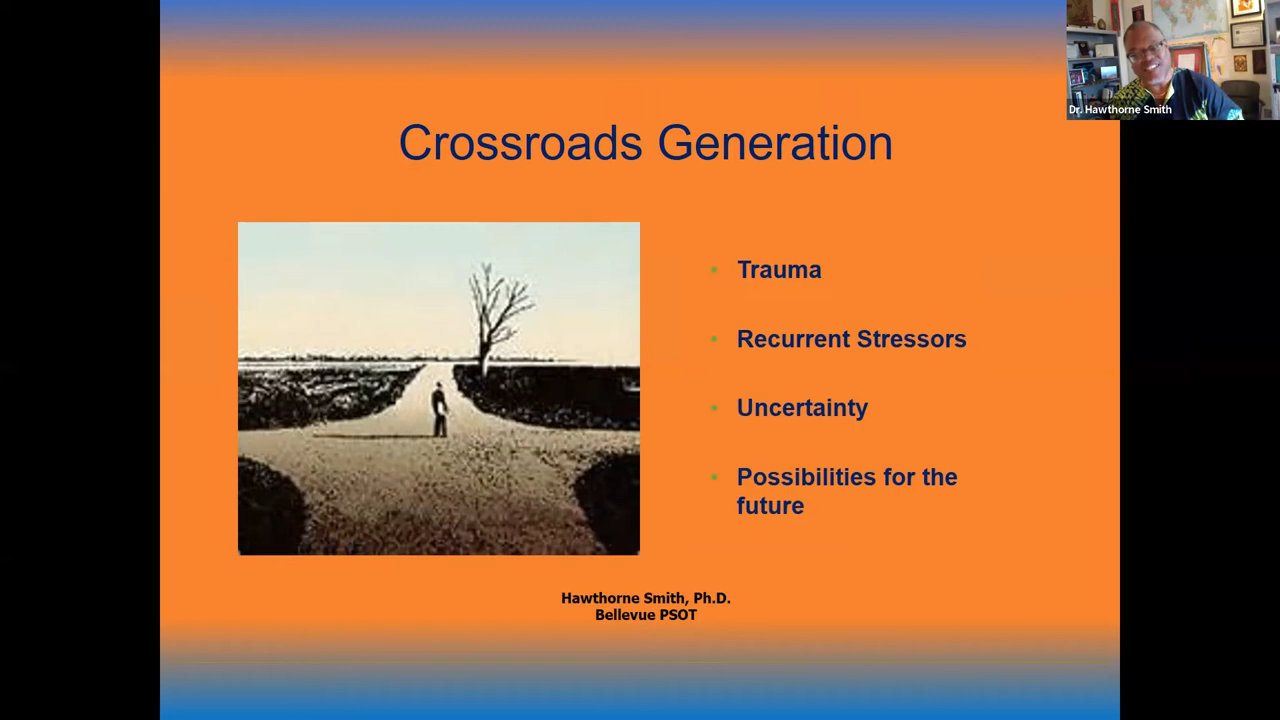 Dr. Hawthorne Smith
Crossroads Generation
Trauma
Recurrent Stressors
Uncertainty
Possibilities for the
future
Hawthorne Smith, Ph.D.
Bellevue PSOT